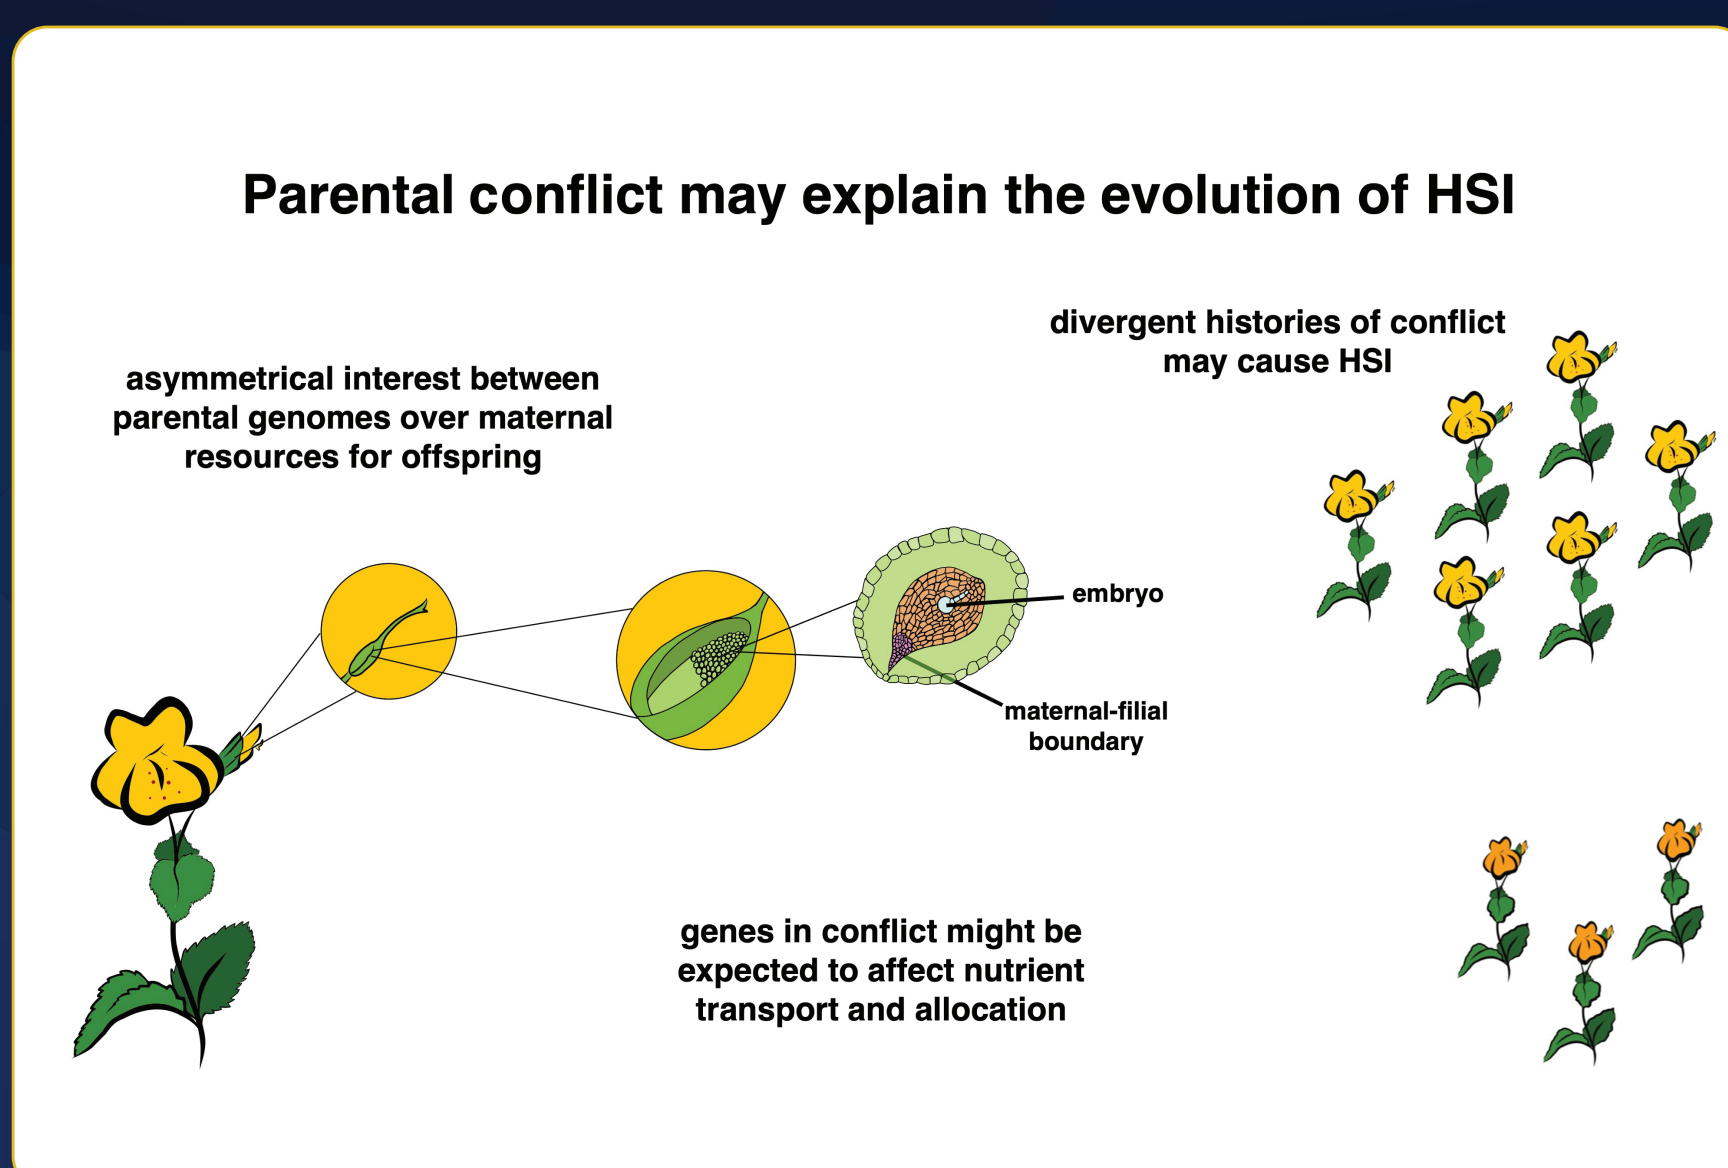 Parental conflict may explain the evolution of HSI
asymmetrical interest between
parental genomes over maternal
resources for offspring
divergent histories of conflict
may cause HSI
embryo
maternal-filial
boundary
genes in conflict might be
expected to affect nutrient
transport and allocation